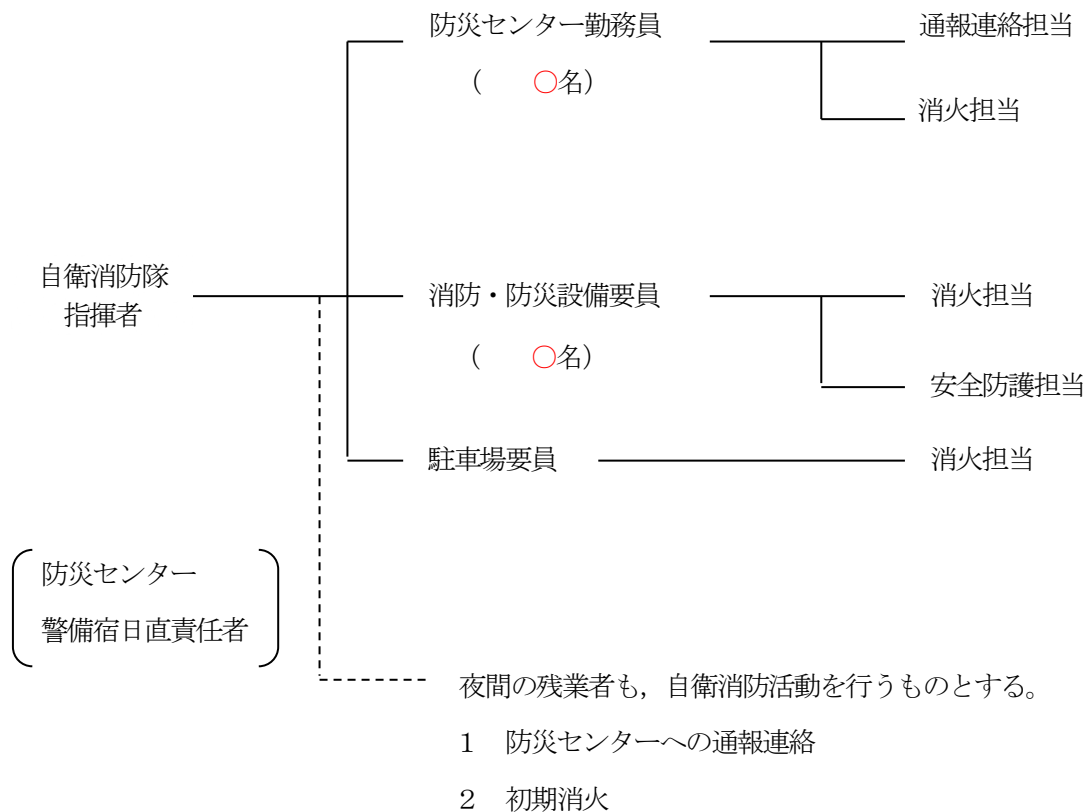 防災センター勤務員
通報連絡担当
(　　○名)
消火担当
自衛消防隊
指揮者
消防・防災設備要員
消火担当
(　　○名)
安全防護担当
駐車場要員
消火担当
防災センター
警備宿日直責任者
夜間の残業者も，自衛消防活動を行うものとする。
１　防災センターへの通報連絡
２　初期消火